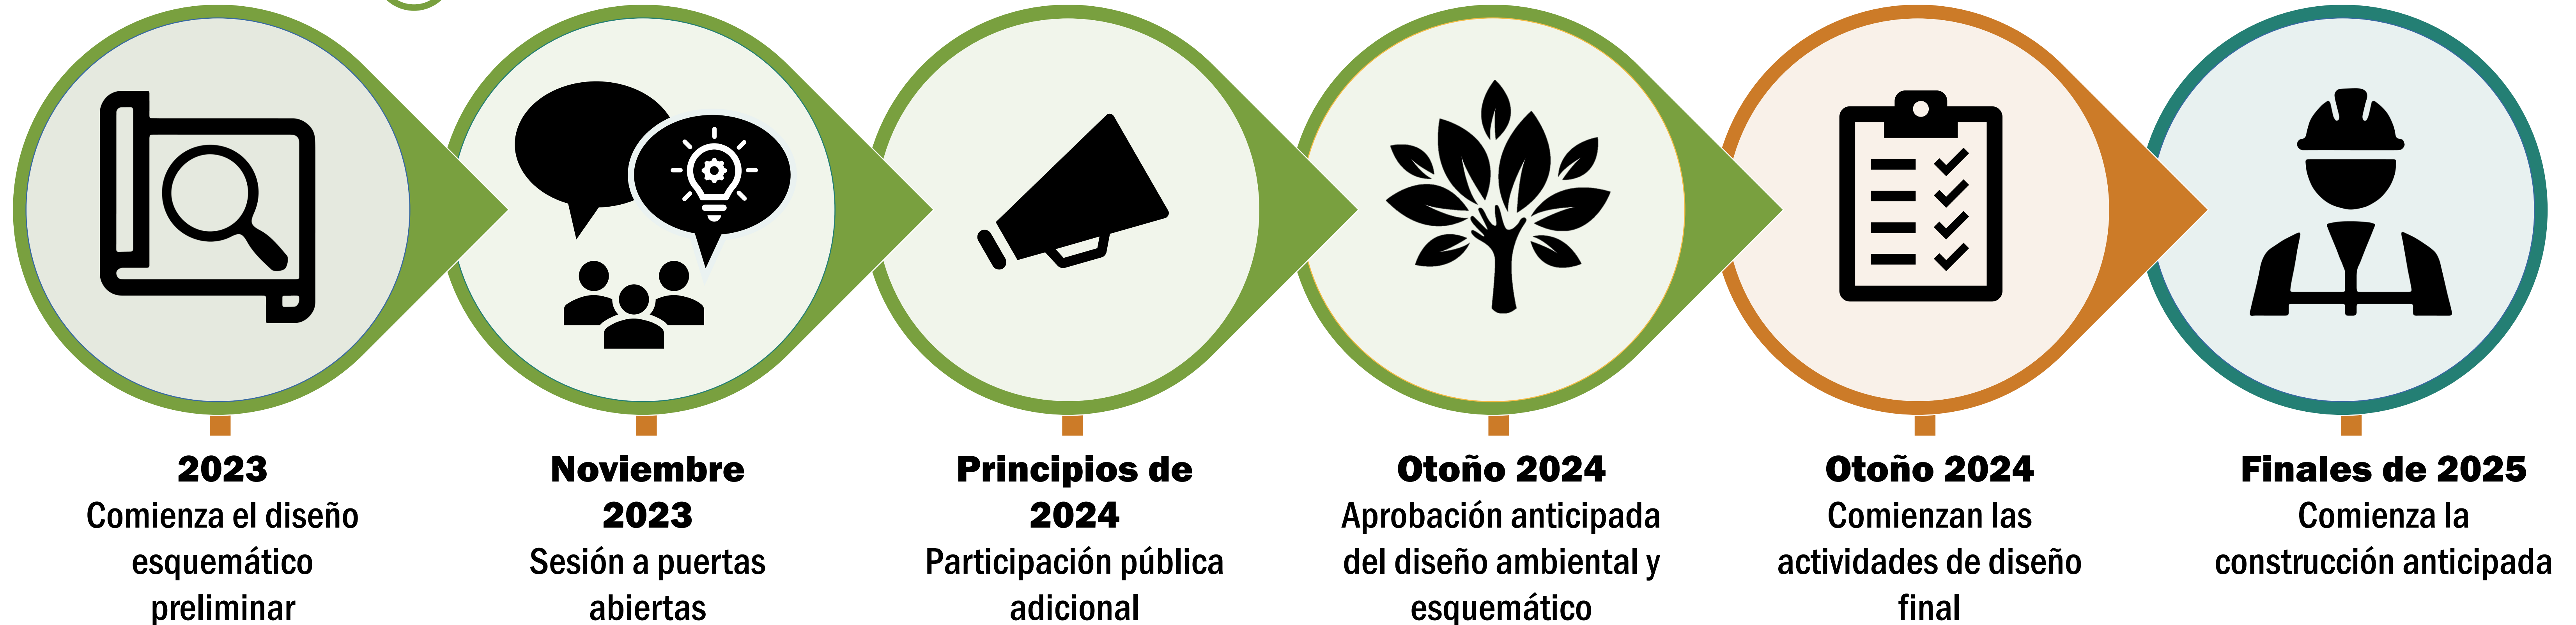 2023
Comienza el diseño
esquemático
preliminar
Noviembre
2023
Sesión a puertas
abiertas
Principios de
2024
Participación pública
adicional
Otoño 2024
Aprobación anticipada
del diseño ambiental y
esquemático
Otoño 2024
Comienzan las
actividades de diseño
final
Finales de 2025
Comienza la
construcción anticipada